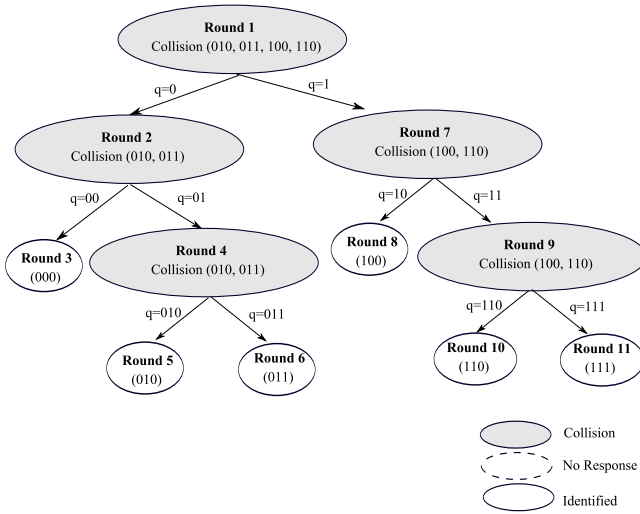 Round 1
Collision (010, 011, 100, 110)
q=0
q=1
Round 2
Collision (010, 011)
Round 7
Collision (100, 110)
q=00
q=01
q=10
q=11
Round 3
(000)
Round 4
Collision (010, 011)
Round 8
(100)
Round 9
Collision (100, 110)
q=010
q=011
q=110
q=111
Round 5
(010)
Round 6
(011)
Round 10
(110)
Round 11
(111)
Collision
No Response
Identified